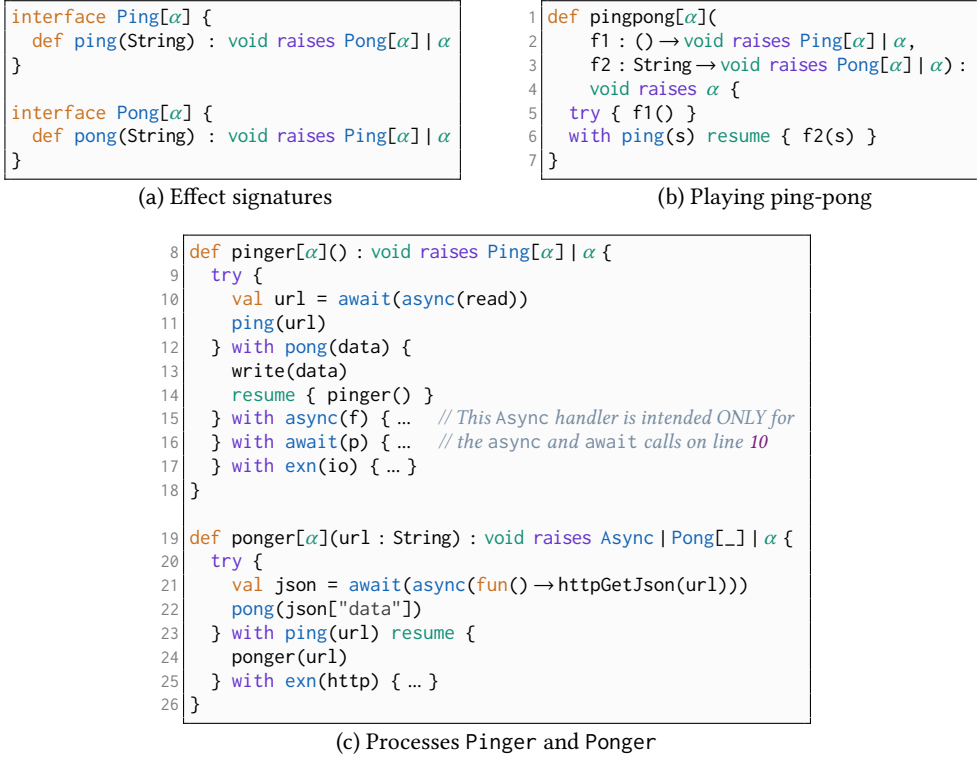 interface Ping[α] {
  def ping(String) : void raises Pong[α] | α
}
interface Pong[α] {
  def pong(String) : void raises Ping[α] | α
}
(a) Effect signatures
1 def pingpong[α](
2     f1 : () → void raises Ping[α] | α,
3     f2 : String → void raises Pong[α] | α) :
4     void raises α {
5   try { f1() }
6   with ping(s) resume { f2(s) }
7 }
(b) Playing ping-pong
8 def pinger[α]() : void raises Ping[α] | α {
9   try {
10     val url = await(async(read))
11     ping(url)
12   } with pong(data) {
13     write(data)
14     resume { pinger() }
15   } with async(f) { … // This Async handler is intended ONLY for
16   } with await(p) { … // the async and await calls on line 10
17   } with exn(io) { … }
18 }
19 def ponger[α](url : String) : void raises Async | Pong[_] | α {
20   try {
21     val json = await(async(fun() → httpGetJson(url)))
22     pong(json["data"])
23   } with ping(url) resume {
24     ponger(url)
25   } with exn(http) { … }
26 }
(c) Processes Pinger and Ponger